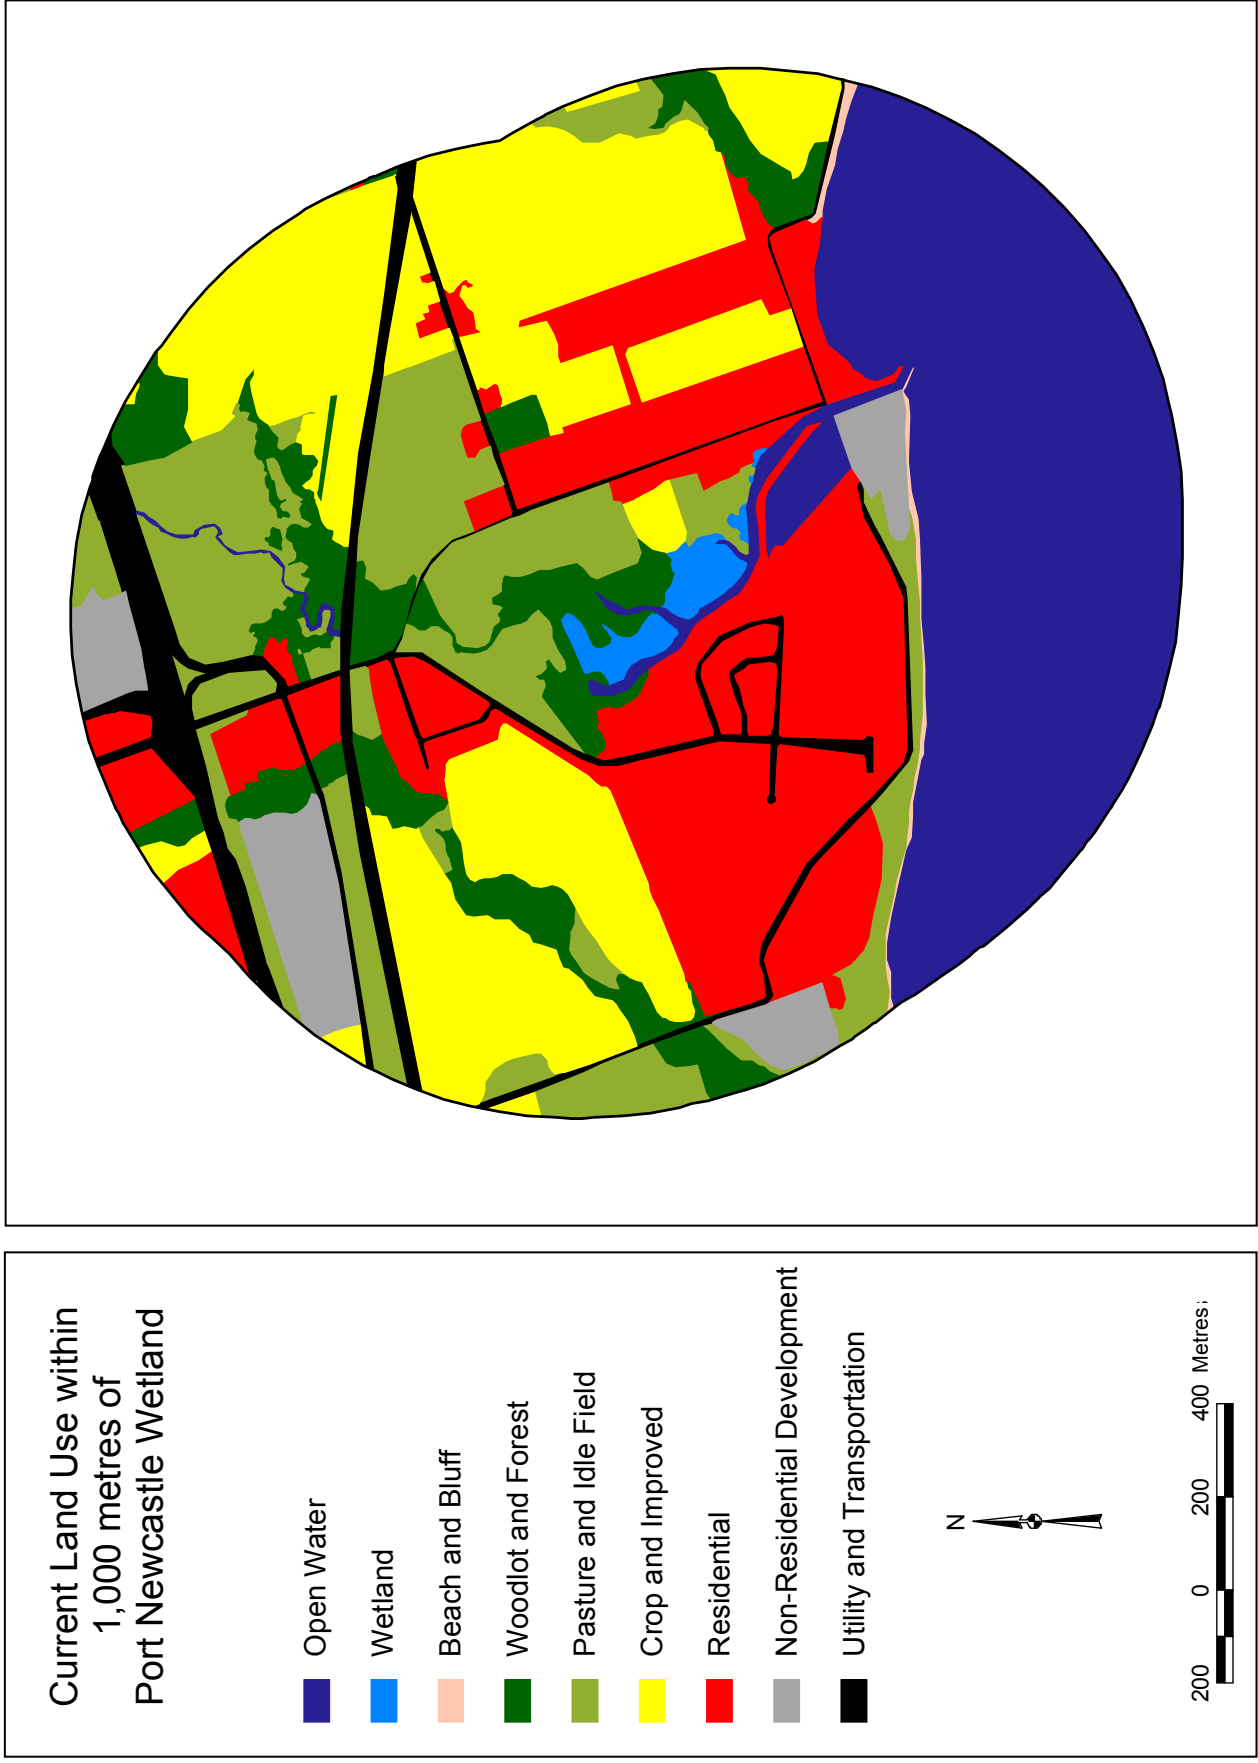 Current Land Use within
1,000 metres of
Port Newcastle Wetland
Open Water
Wetland
Beach and Bluff
Woodlot and Forest
Pasture and Idle Field
Crop and Improved
Residential
Non-Residential Development
Utility and Transportation
N
200 0 200 400 Metres